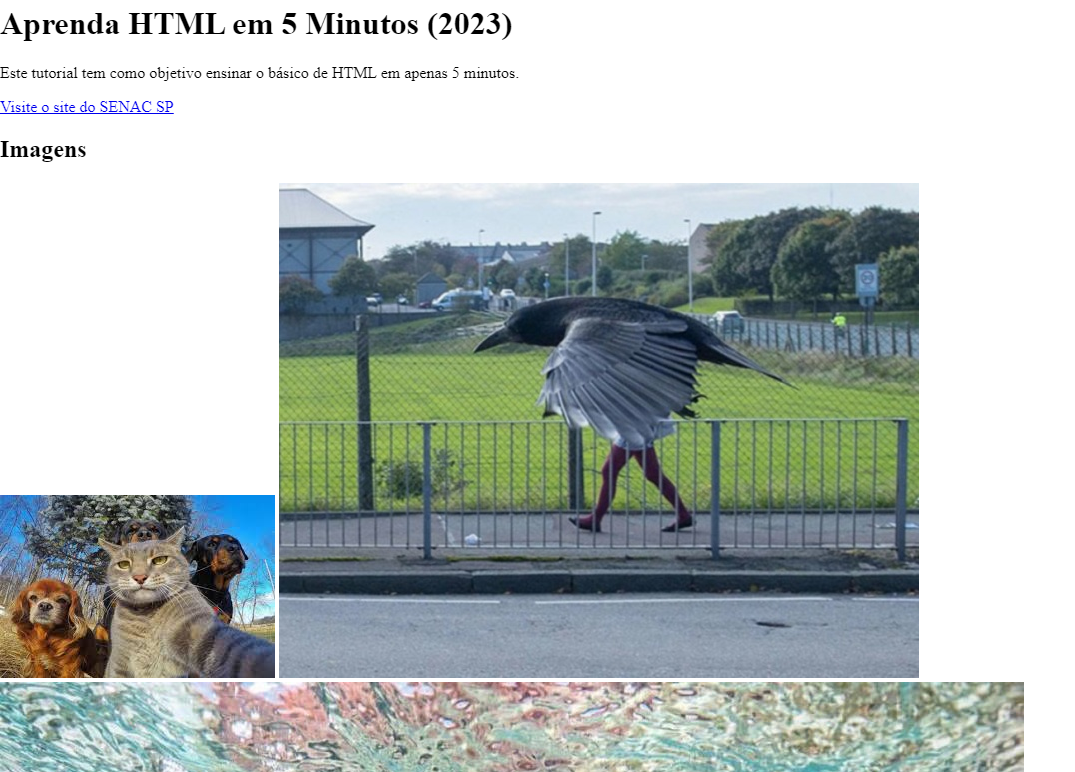 Aprenda HTML em 5 Minutos (2023)
Este tutorial tem como objetivo ensinar o básico de HTML em apenas 5 minutos.
Visite o site do SENAC SP
Imagens